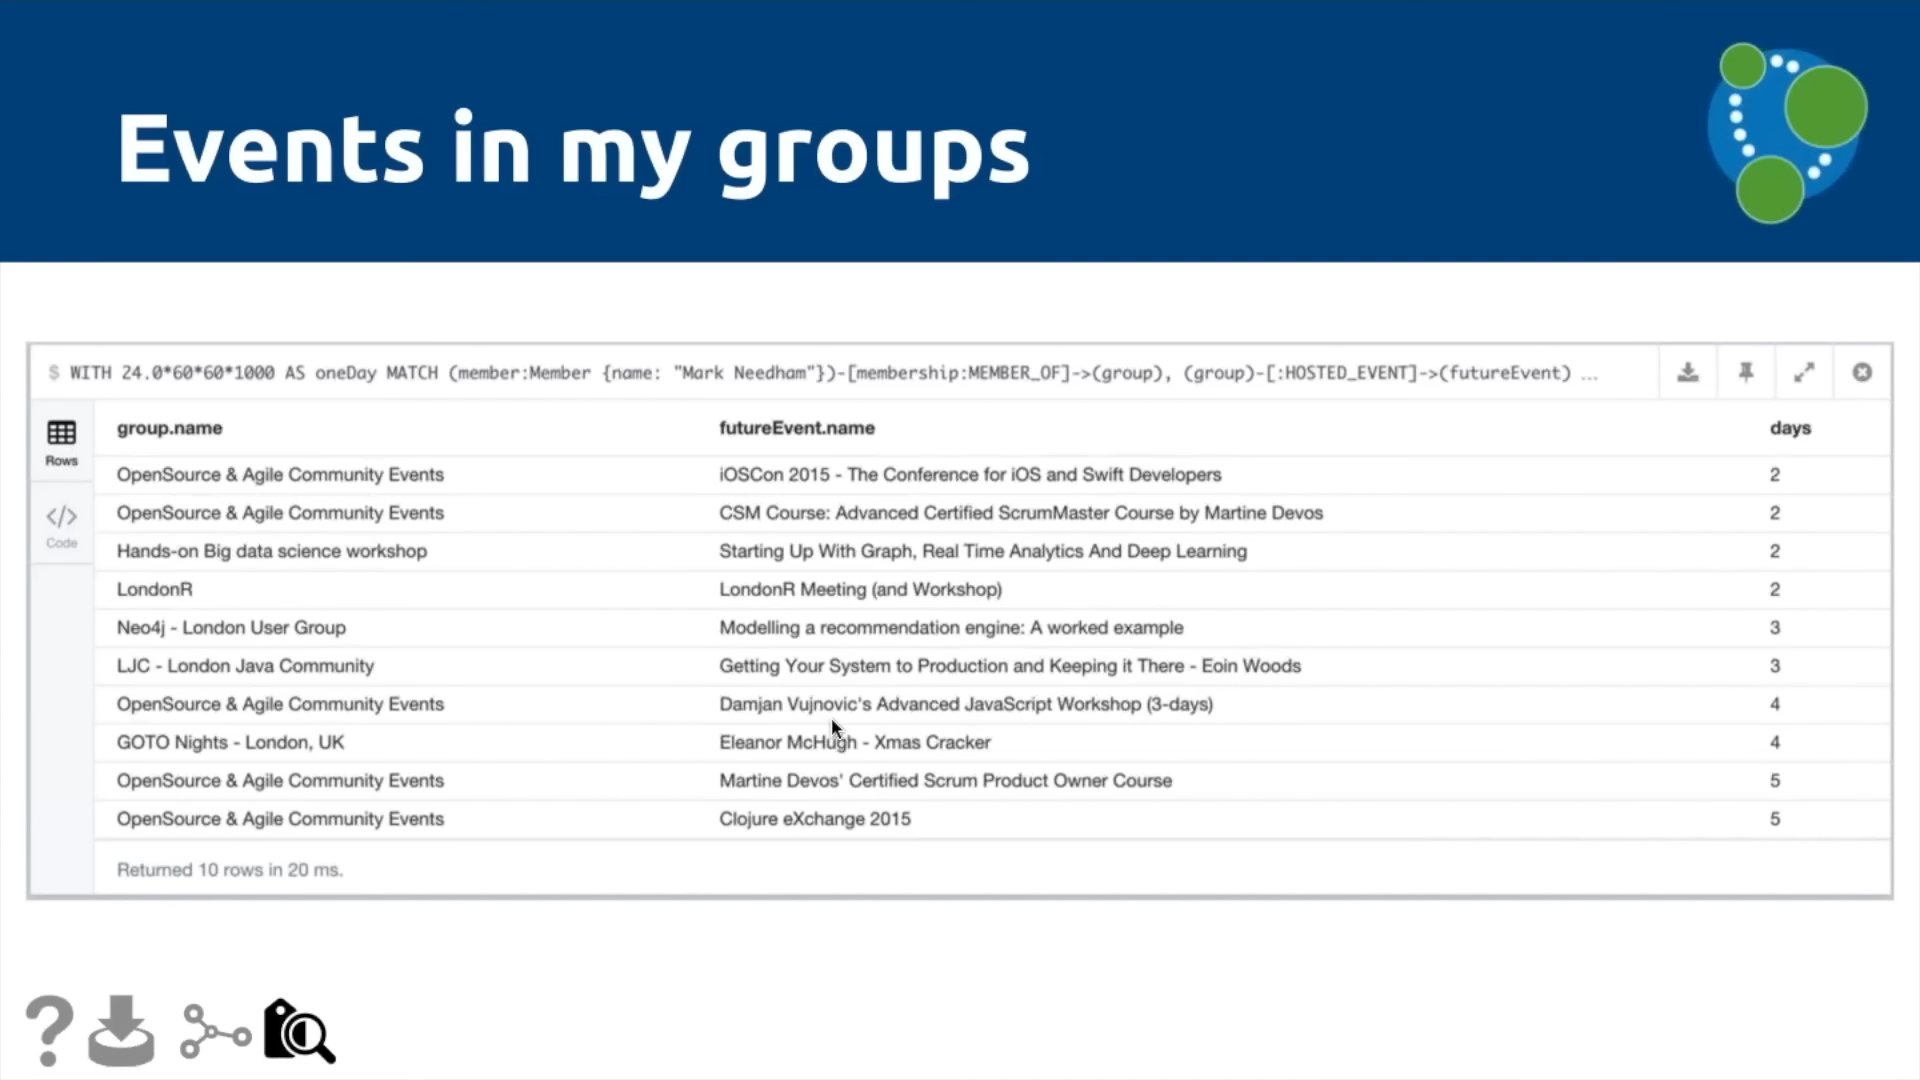 Events in my groups
$ WITH 24.0*60*60*1000 AS oneDay MATCH (member:Member {name: "Mark Needham"})-[membership:MEMBER_OF]->(group), (group)-[:HOSTED_EVENT]->(futureEvent) ...
group.name futureEvent.name days
Rows
OpenSource & Agile Community Events iOSCon 2015 - The Conference for iOS and Swift Developers 2
OpenSource & Agile Community Events CSM Course: Advanced Certified ScrumMaster Course by Martine Devos 2
</> Code
Hands-on Big data science workshop Starting Up With Graph, Real Time Analytics And Deep Learning 2
LondonR LondonR Meeting (and Workshop) 2
Neo4j - London User Group Modelling a recommendation engine: A worked example 3
LJC - London Java Community Getting Your System to Production and Keeping it There - Eoin Woods 3
OpenSource & Agile Community Events Damjan Vujnovic's Advanced JavaScript Workshop (3-days) 4
GOTO Nights - London, UK Eleanor McHugh - Xmas Cracker 4
OpenSource & Agile Community Events Martine Devos' Certified Scrum Product Owner Course 5
OpenSource & Agile Community Events Clojure eXchange 2015 5
Returned 10 rows in 20 ms.
?